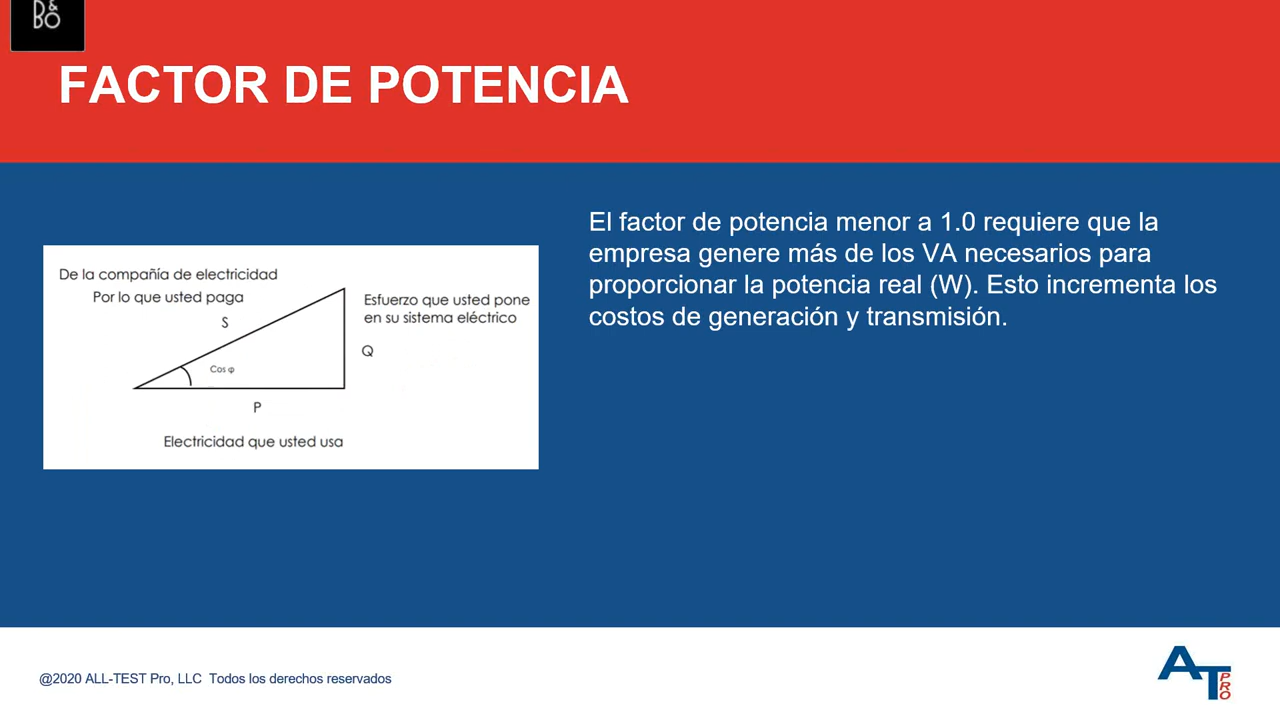 B&
BO
FACTOR DE POTENCIA
De la compañía de electricidad
Por lo que usted paga
S
Esfuerzo que usted pone
en su sistema eléctrico
Q
Cos φ
P
Electricidad que usted usa
El factor de potencia menor a 1.0 requiere que la
empresa genere más de los VA necesarios para
proporcionar la potencia real (W). Esto incrementa los
costos de generación y transmisión.
@2020 ALL-TEST Pro, LLC Todos los derechos reservados
AT
PRO